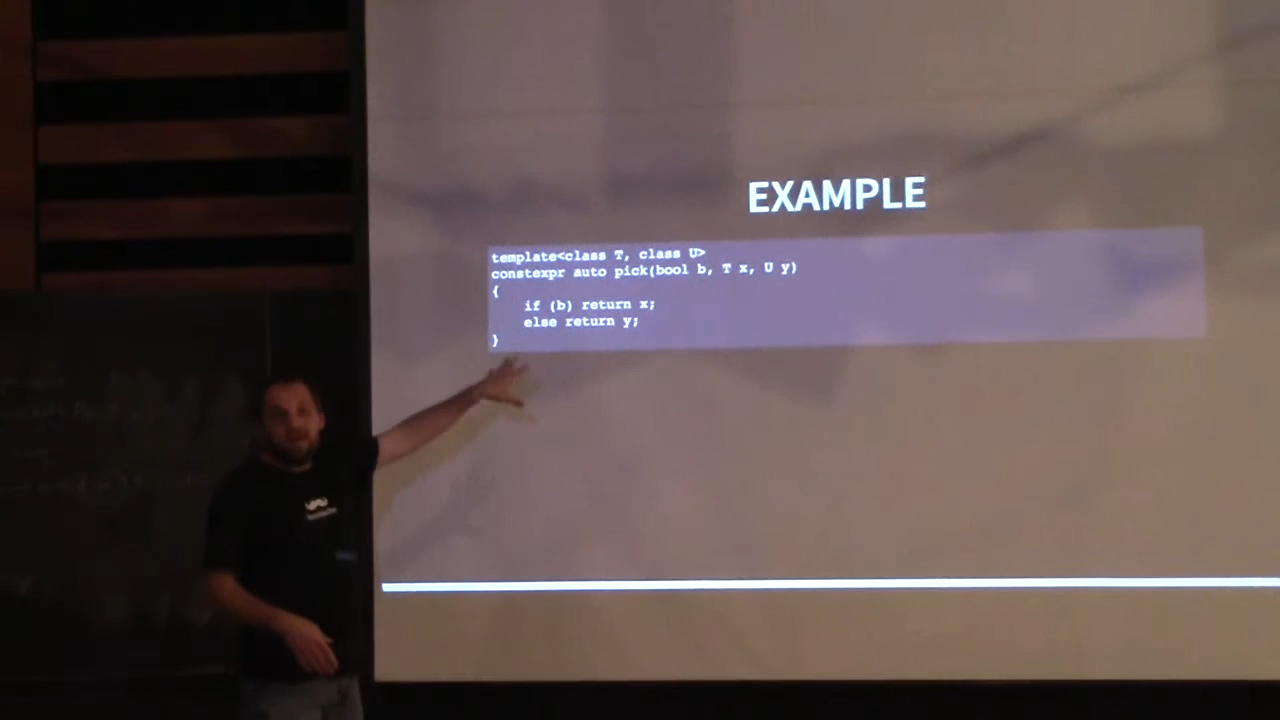 EXAMPLE
template<class T, class U>
constexpr auto pick(bool b, T x, U y)
{
if (b) return x;
else return y;
}